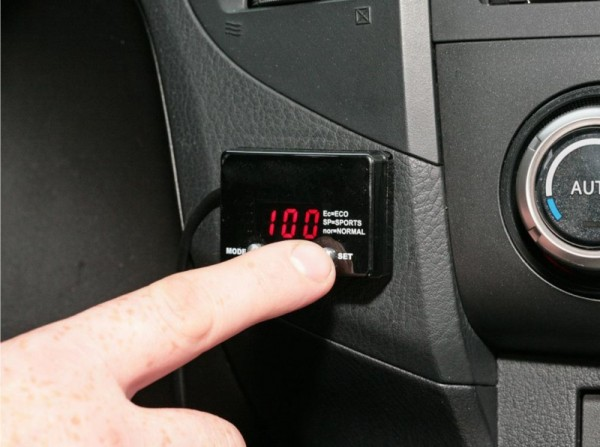 100
Ec=ECO
SP=SPORTS
nor=NORMAL
MODE
SET
AUT